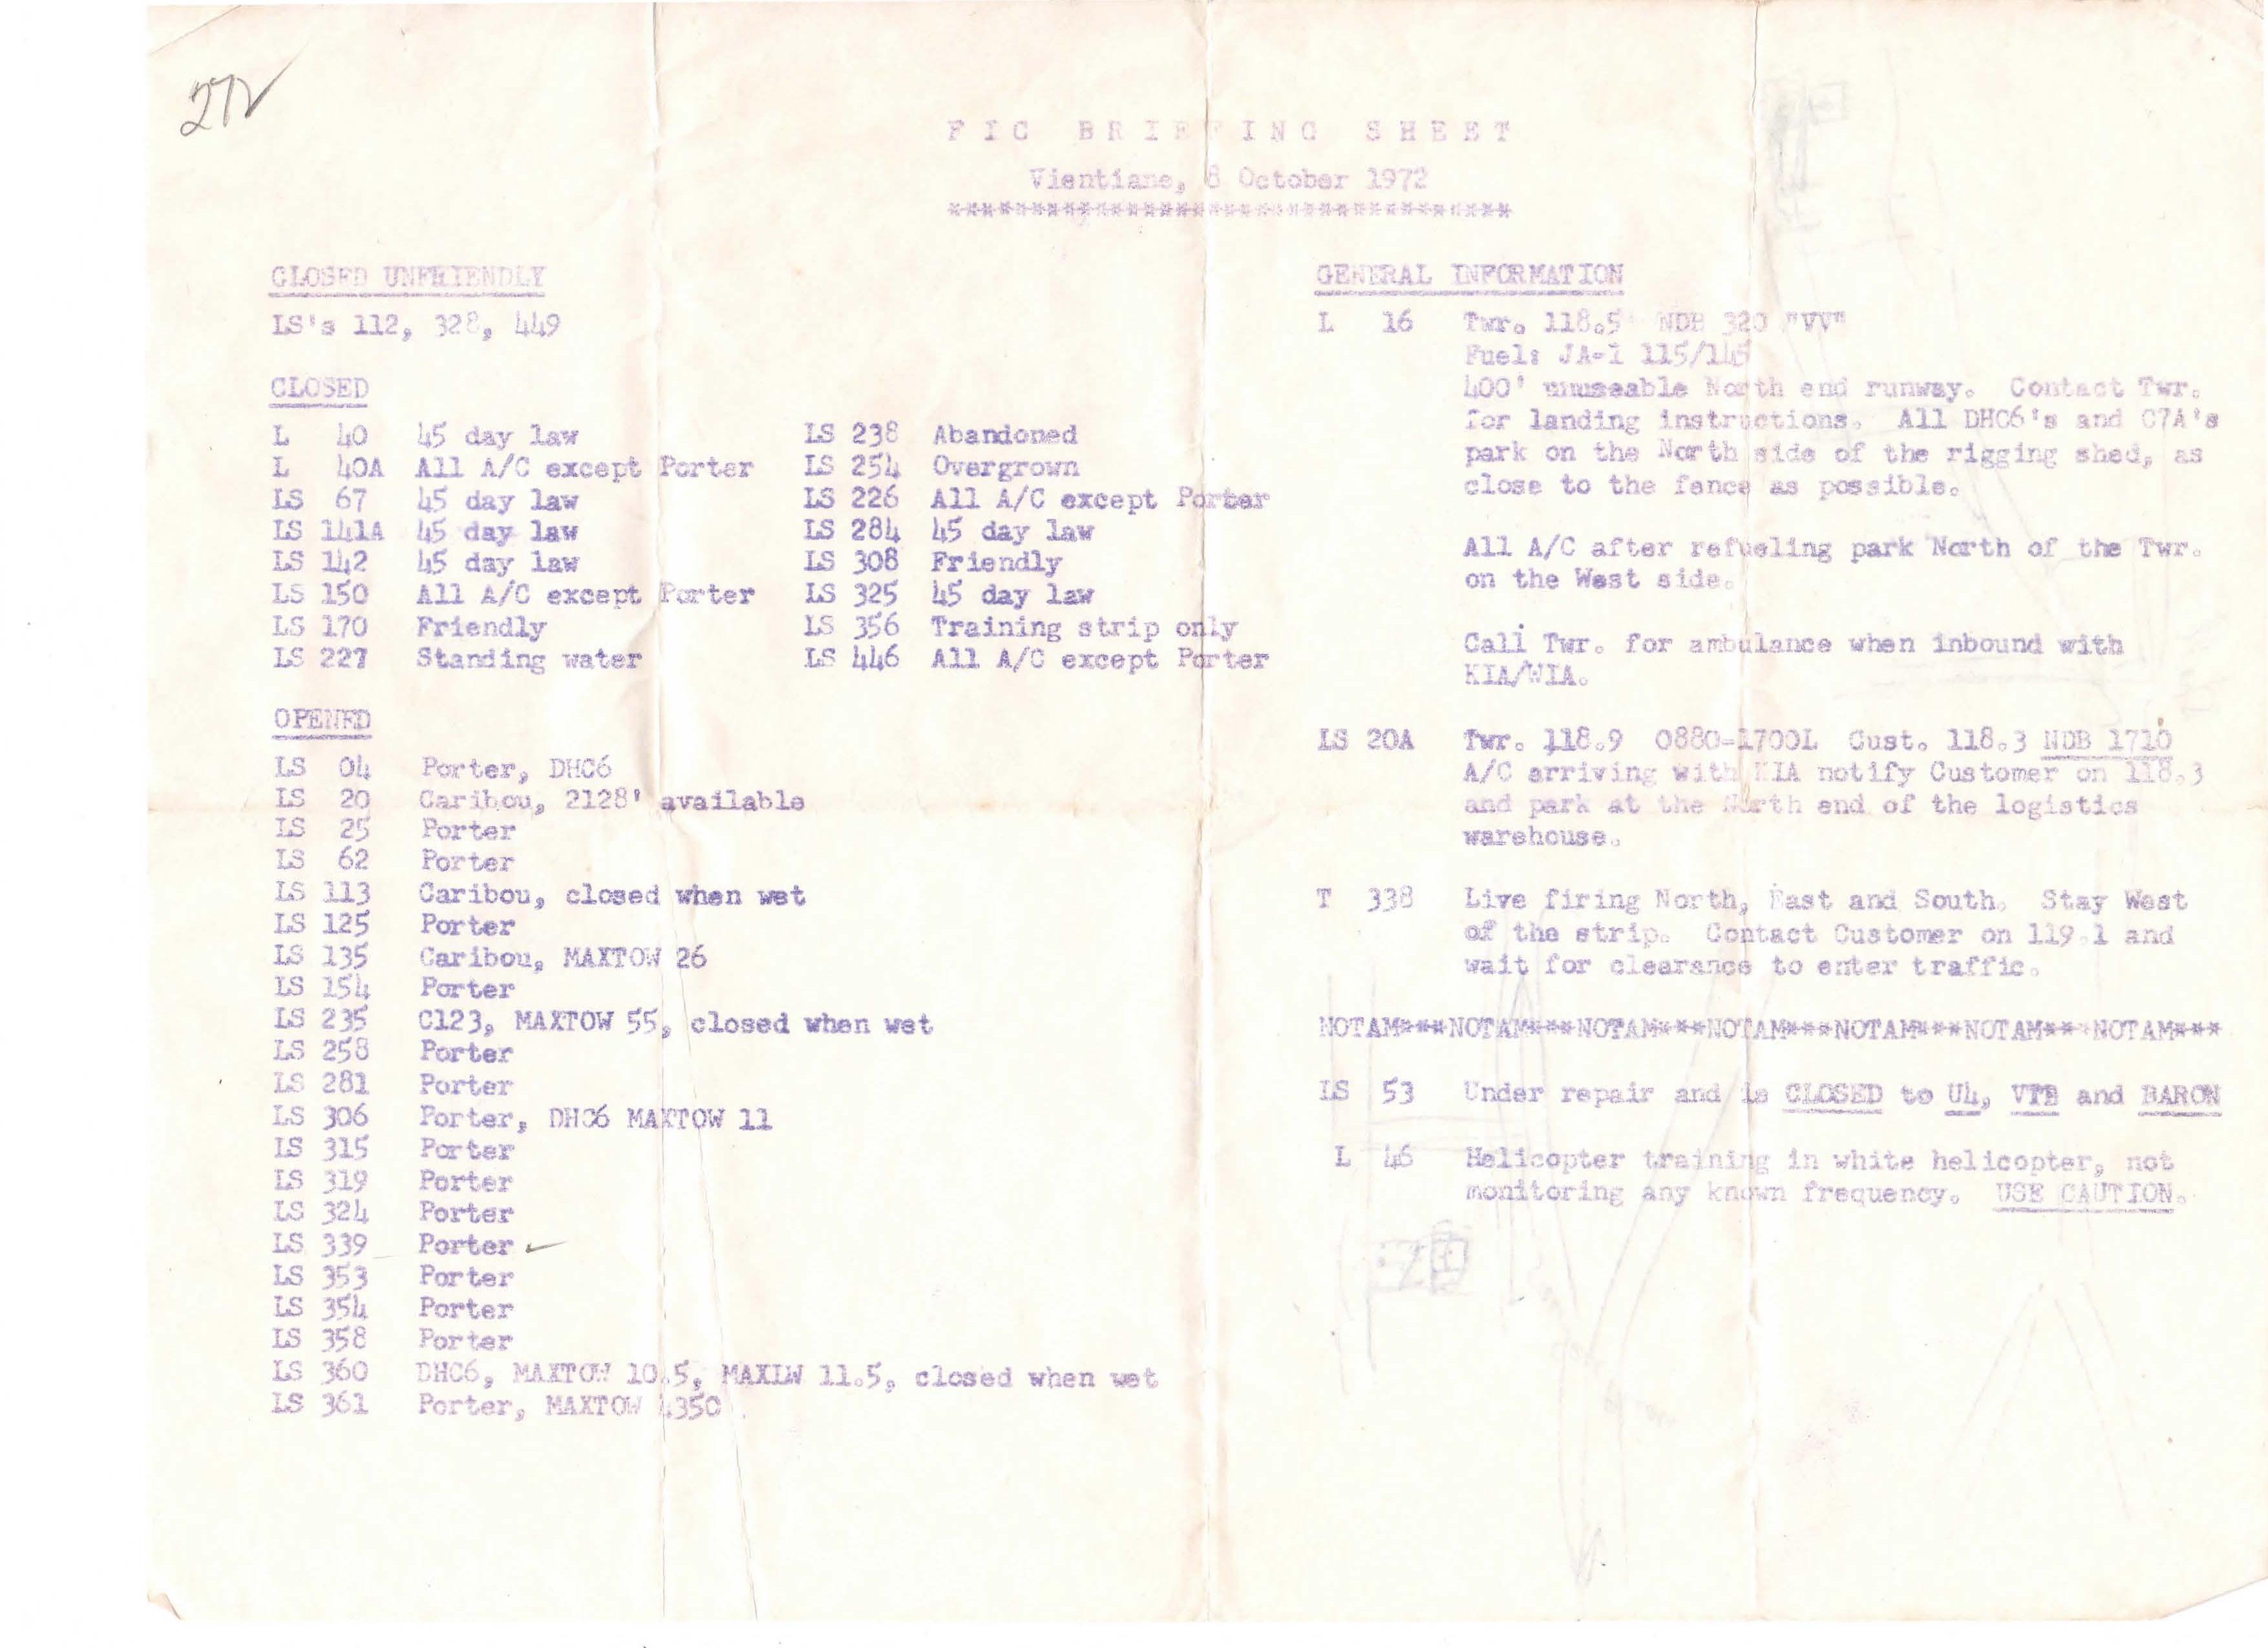 272
FIC BRIEFING SHEET
Vientiane, 8 October 1972
***********************************
CLOSED UNFRIENDLY
LS's 112, 328, 449
CLOSED
L 40 45 day law
L 40A All A/C except Porter
LS 67 45 day law
LS 141A 45 day law
LS 142 45 day law
LS 150 All A/C except Porter
LS 170 Friendly
LS 227 Standing water
LS 238 Abandoned
LS 254 Overgrown
LS 226 All A/C except Porter
LS 284 45 day law
LS 308 Friendly
LS 325 45 day law
LS 356 Training strip only
LS 446 All A/C except Porter
OPENED
LS 04 Porter, DHC6
LS 20 Caribou, 2128' available
LS 25 Porter
LS 62 Porter
LS 113 Caribou, closed when wet
LS 125 Porter
LS 135 Caribou, MAXTOW 26
LS 154 Porter
LS 235 C123, MAXTOW 55, closed when wet
LS 258 Porter
LS 281 Porter
LS 306 Porter, DHC6 MAXTOW 11
LS 315 Porter
LS 319 Porter
LS 324 Porter
LS 339 Porter ✓
LS 353 Porter
LS 354 Porter
LS 358 Porter
LS 360 DHC6, MAXTOW 10.5, MAXLW 11.5, closed when wet
LS 361 Porter, MAXTOW
GENERAL INFORMATION
L 16 Twr. 118.5 NDB 320 "VV"
Fuel: JA-1 115/145
400' unuseable North end runway. Contact Twr.
for landing instructions. All DHC6's and C7A's
park on the North side of the rigging shed, as
close to the fence as possible.
All A/C after refueling park North of the Twr.
on the West side.
Call Twr. for ambulance when inbound with
KIA/WIA.
LS 20A Twr. 118.9 0880-1700L Cust. 118.3 NDB 1710
A/C arriving with KIA notify Customer on 118.3
and park at the North end of the logistics
warehouse.
T 338 Live firing North, East and South. Stay West
of the strip. Contact Customer on 119.1 and
wait for clearance to enter traffic.
NOTAM***NOTAM***NOTAM***NOTAM***NOTAM***NOTAM***NOTAM***
LS 53 Under repair and is CLOSED to U4, VTB and BARON
L 46 Helicopter training in white helicopter, not
monitoring any known frequency. USE CAUTION.